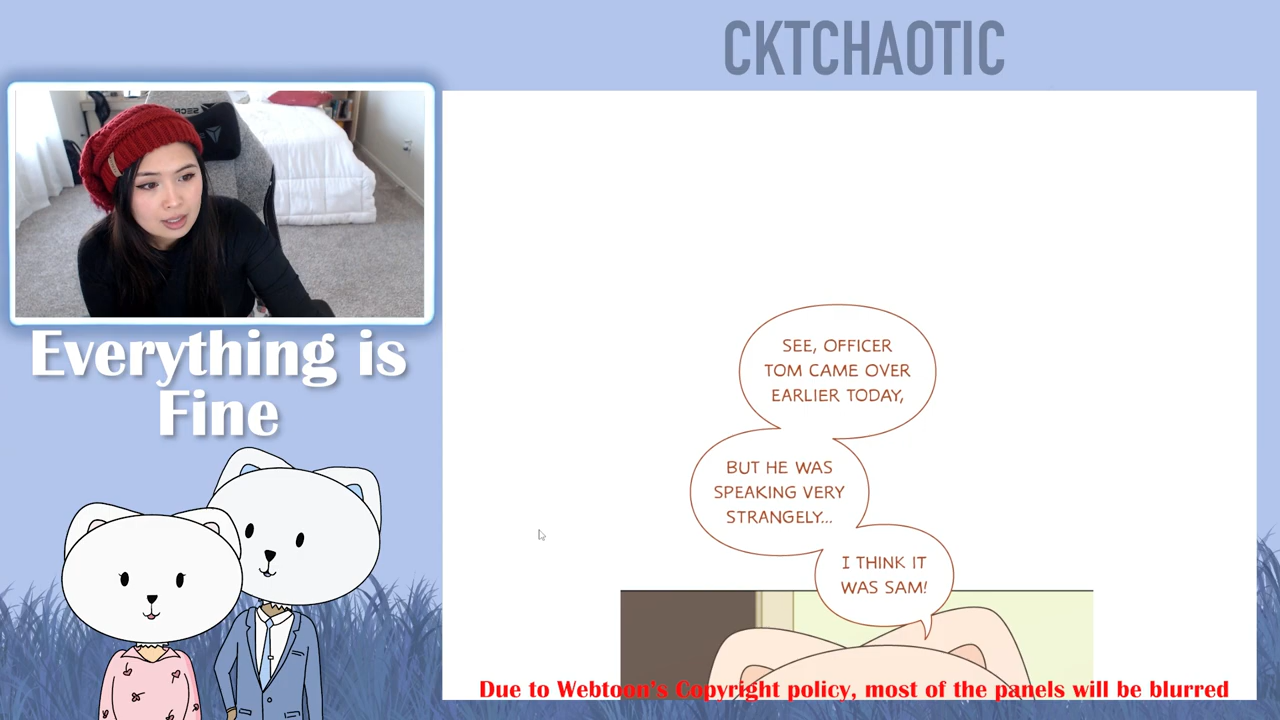 CKTCHAOTIC
Everything is
Fine
SEE, OFFICER
TOM CAME OVER
EARLIER TODAY,
BUT HE WAS
SPEAKING VERY
STRANGELY...
I THINK IT
WAS SAM!
Due to Webtoon's Copyright policy, most of the panels will be blurred